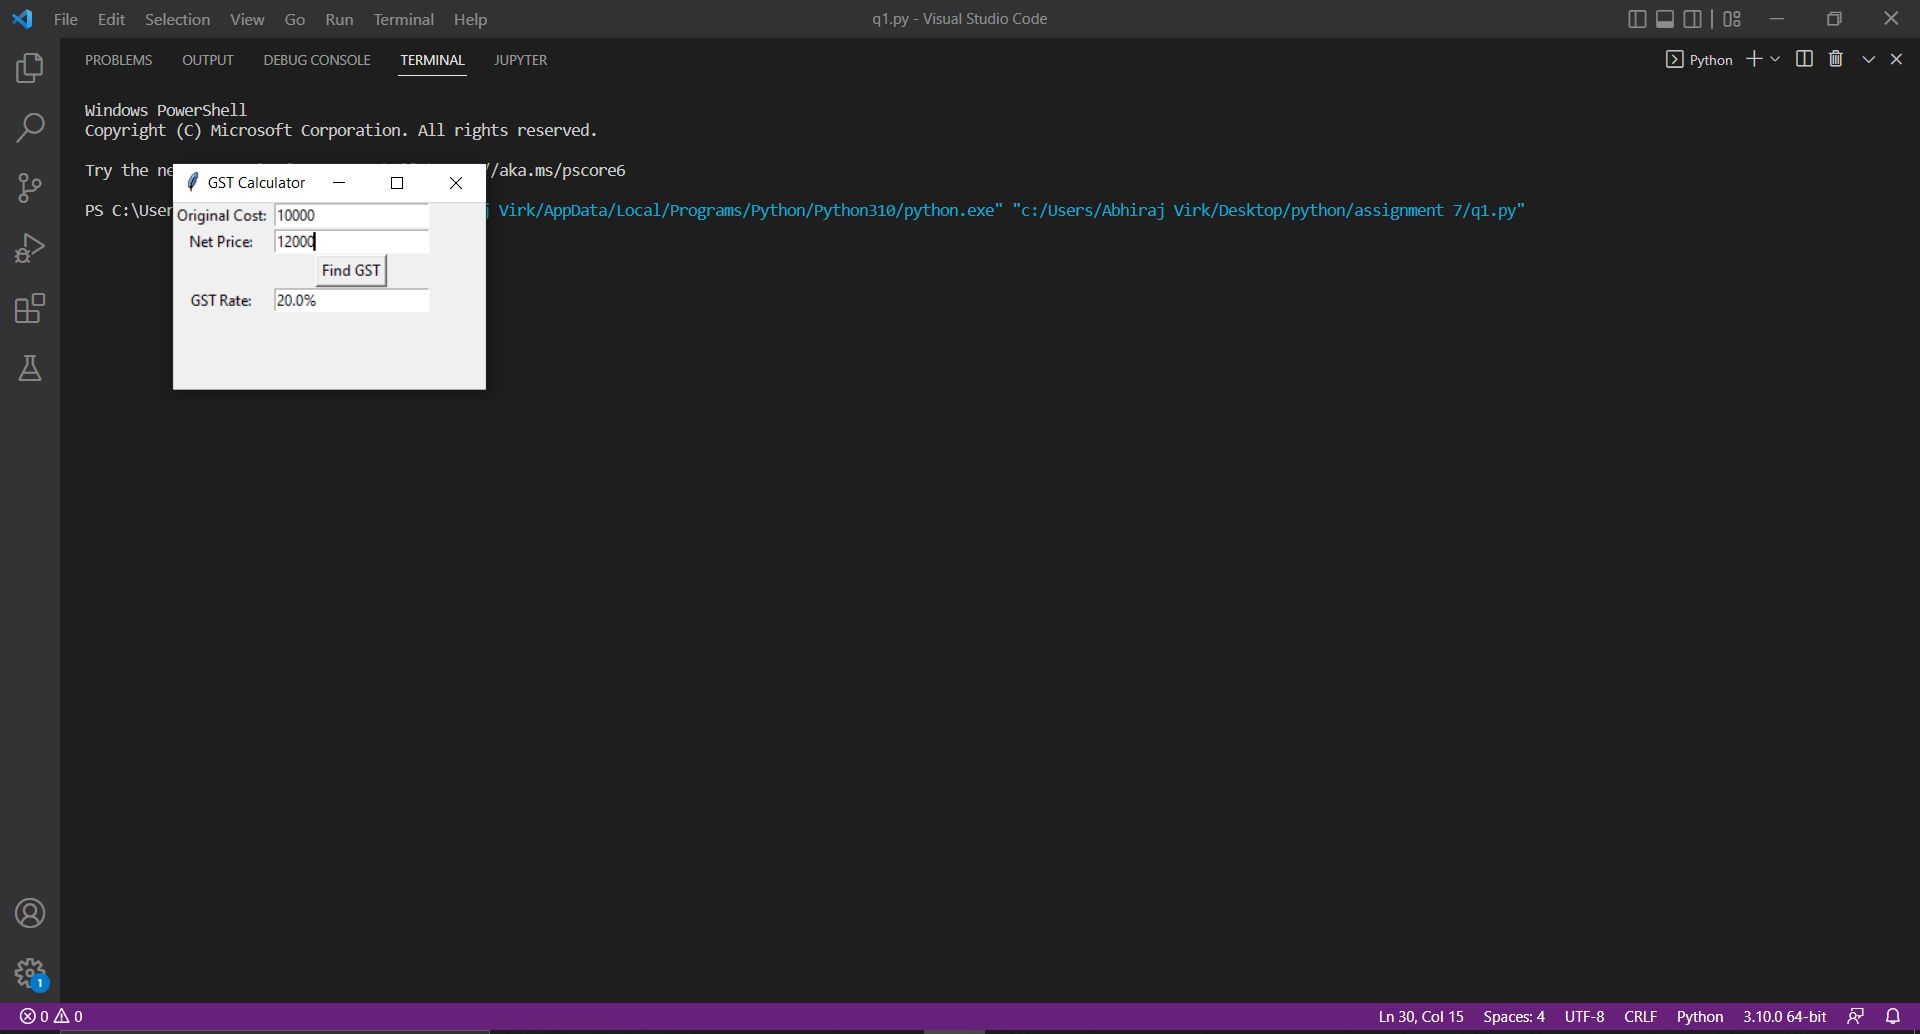 File Edit Selection View Go Run Terminal Help q1.py - Visual Studio Code
PROBLEMS OUTPUT DEBUG CONSOLE TERMINAL JUPYTER Python
Windows PowerShell
Copyright (C) Microsoft Corporation. All rights reserved.
Try the //aka.ms/pscore6
PS C:\ Virk/AppData/Local/Programs/Python/Python310/python.exe" "c:/Users/Abhiraj Virk/Desktop/python/assignment 7/q1.py"
GST Calculator
Original Cost: 10000
Net Price: 12000
Find GST
GST Rate: 20.0%
1
0 0 Ln 30, Col 15 Spaces: 4 UTF-8 CRLF Python 3.10.0 64-bit